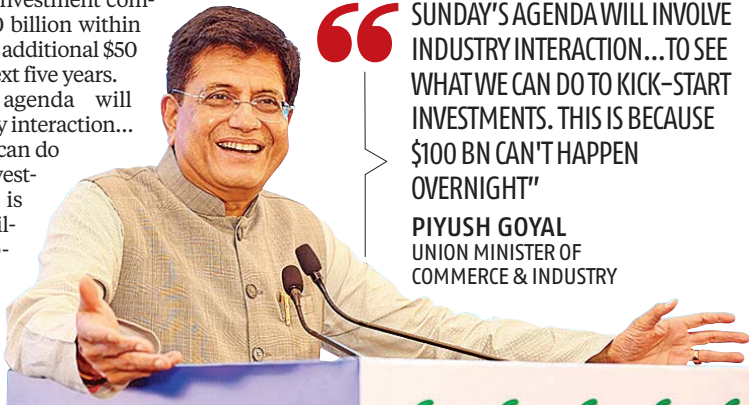 investment com-
0 billion within
additional $50
ext five years.
agenda will
y interaction...
can do
vest-
is
il-
-
“
SUNDAY'S AGENDA WILL INVOLVE
INDUSTRY INTERACTION...TO SEE
WHAT WE CAN DO TO KICK-START
INVESTMENTS. THIS IS BECAUSE
$100 BN CAN'T HAPPEN
OVERNIGHT”
PIYUSH GOYAL
UNION MINISTER OF
COMMERCE & INDUSTRY